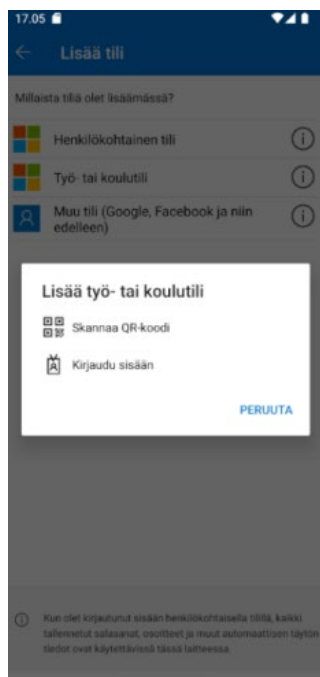 17.05
Lisää tili
Millaista tiliä olet lisäämässä?
Henkilökohtainen tili
Työ- tai koulutili
Muu tili (Google, Facebook ja niin
edelleen)
Lisää työ- tai koulutili
Skannaa QR-koodi
Kirjaudu sisään
PERUUTA
Kun olet kirjautunut sisään henkilökohtaisella tilillä, kaikki
tallennetut salasanat, osoitteet ja muut automaattisen täytön
tiedot ovat käytettävissä tässä laitteessa.